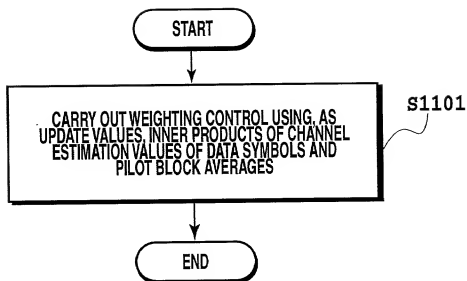 START
CARRY OUT WEIGHTING CONTROL USING, AS
UPDATE VALUES, INNER PRODUCTS OF CHANNEL
ESTIMATION VALUES OF DATA SYMBOLS AND
PILOT BLOCK AVERAGES
S1101
END